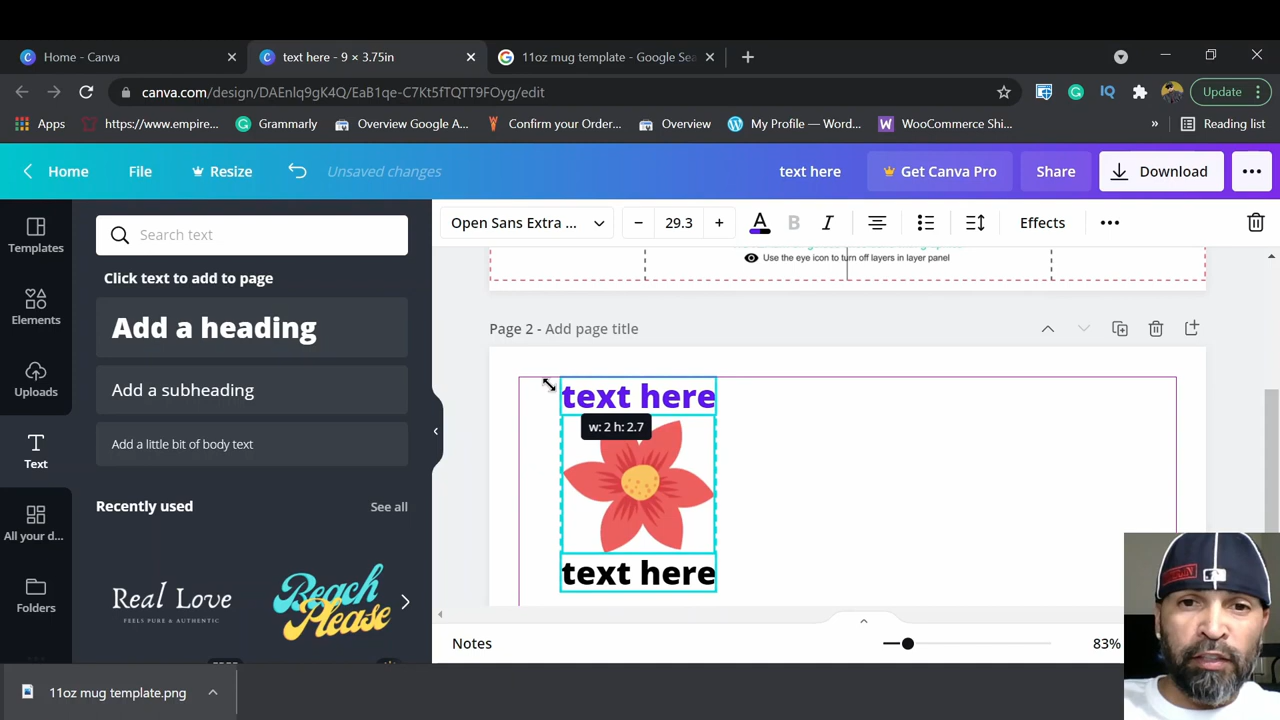 Home - Canva
text here - 9 × 3.75in
11oz mug template - Google Sea
canva.com/design/DAEnIq9gK4Q/EaB1qe-C7Kt5fTQTT9FOyg/edit
Update
Apps
https://www.empire...
Grammarly
Overview Google A...
Confirm your Order...
Overview
My Profile — Word...
WooCommerce Shi...
»
Reading list
Home
File
Resize
Unsaved changes
text here
Get Canva Pro
Share
Download
Templates
Elements
Uploads
Text
All your d...
Folders
Search text
Click text to add to page
Add a heading
Add a subheading
Add a little bit of body text
Recently used
See all
Real Love
FEELS PURE & AUTHENTIC
Beach
Please
Open Sans Extra ...
29.3
A
B
I
Effects
Use the eye icon to turn off layers in layer panel
Page 2 - Add page title
text here
w: 2 h: 2.7
text here
Notes
83%
11oz mug template.png